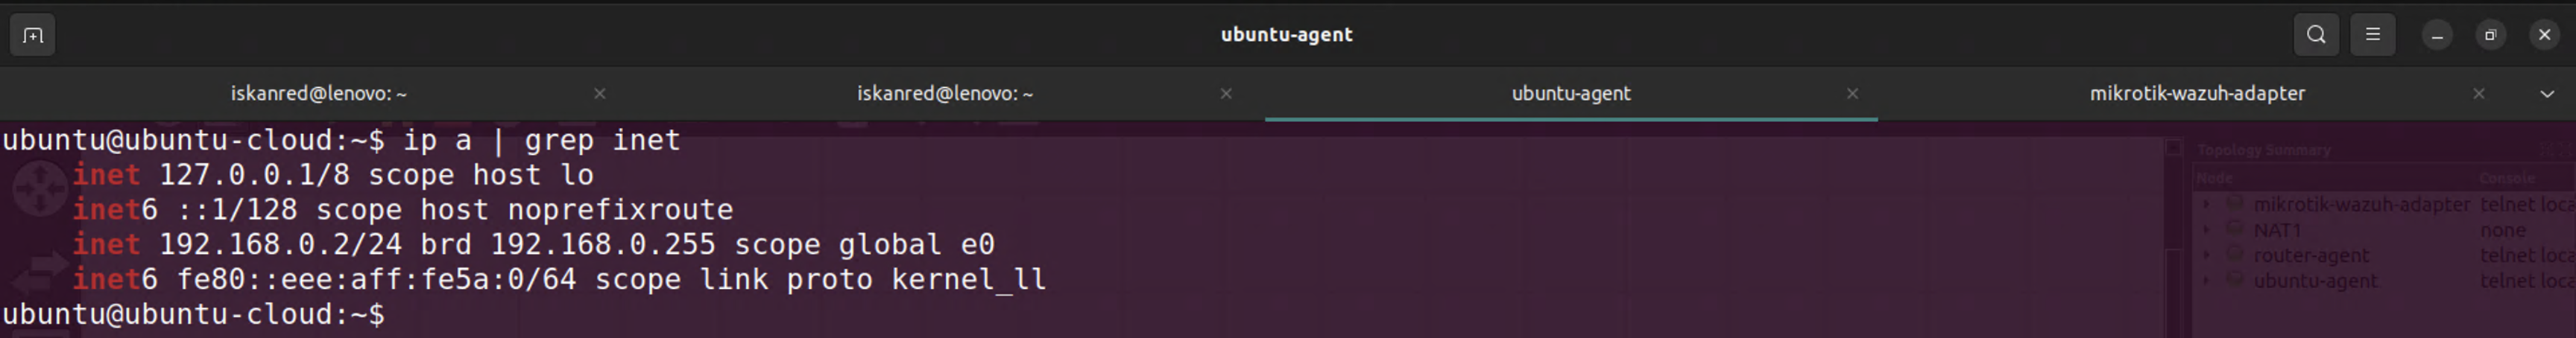 ubuntu-agent
iskanred@lenovo: ~
iskanred@lenovo: ~
ubuntu-agent
mikrotik-wazuh-adapter
ubuntu@ubuntu-cloud:~$ ip a | grep inet
inet 127.0.0.1/8 scope host lo
inet6 ::1/128 scope host noprefixroute
inet 192.168.0.2/24 brd 192.168.0.255 scope global e0
inet6 fe80::eee:aff:fe5a:0/64 scope link proto kernel_ll
ubuntu@ubuntu-cloud:~$
Topology Summary
Node Console
mikrotik-wazuh-adapter telnet loca
NAT1 none
router-agent telnet loca
ubuntu-agent telnet loca